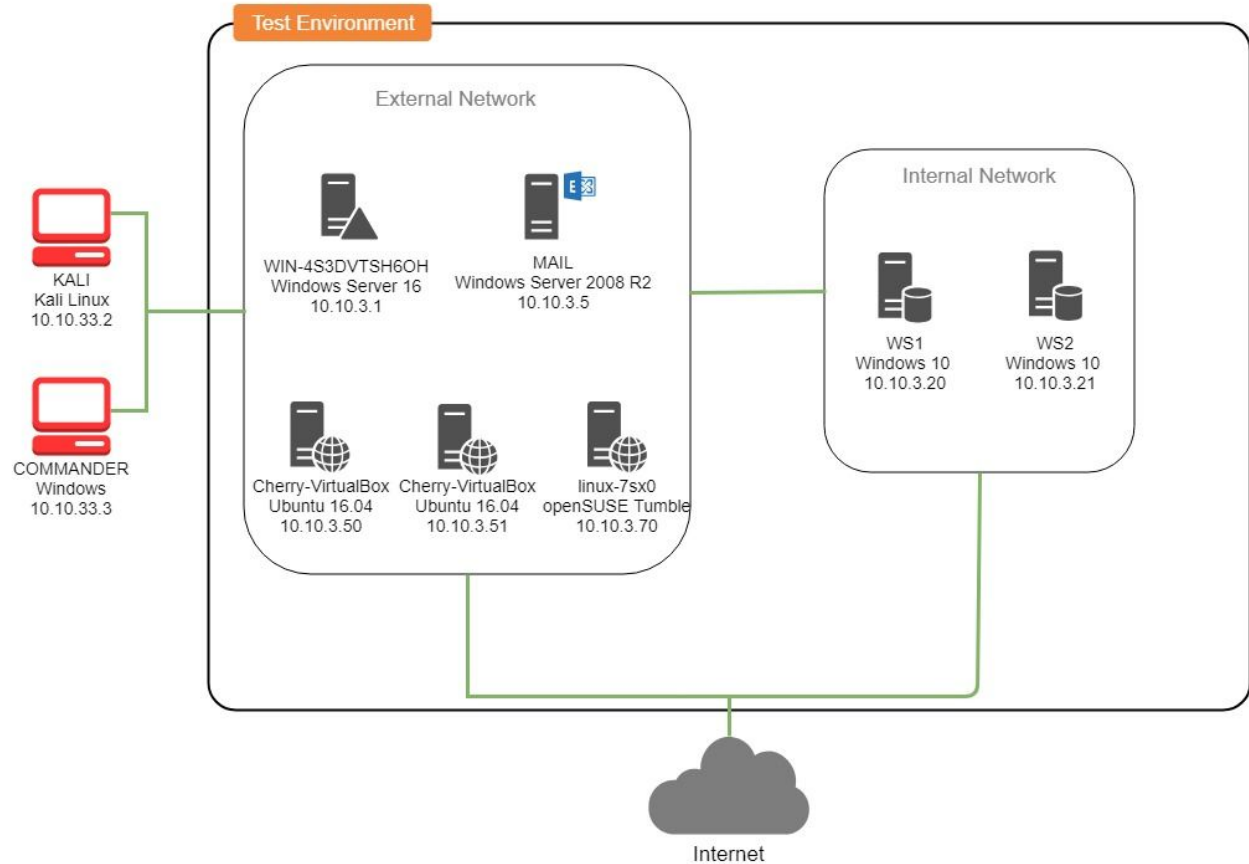 Test Environment
External Network
WIN-4S3DVTSH6OH
Windows Server 16
10.10.3.1
MAIL
Windows Server 2008 R2
10.10.3.5
E
Cherry-VirtualBox
Ubuntu 16.04
10.10.3.50
Cherry-VirtualBox
Ubuntu 16.04
10.10.3.51
linux-7sx0
openSUSE Tumble
10.10.3.70
Internal Network
WS1
Windows 10
10.10.3.20
WS2
Windows 10
10.10.3.21
KALI
Kali Linux
10.10.33.2
COMMANDER
Windows
10.10.33.3
Internet